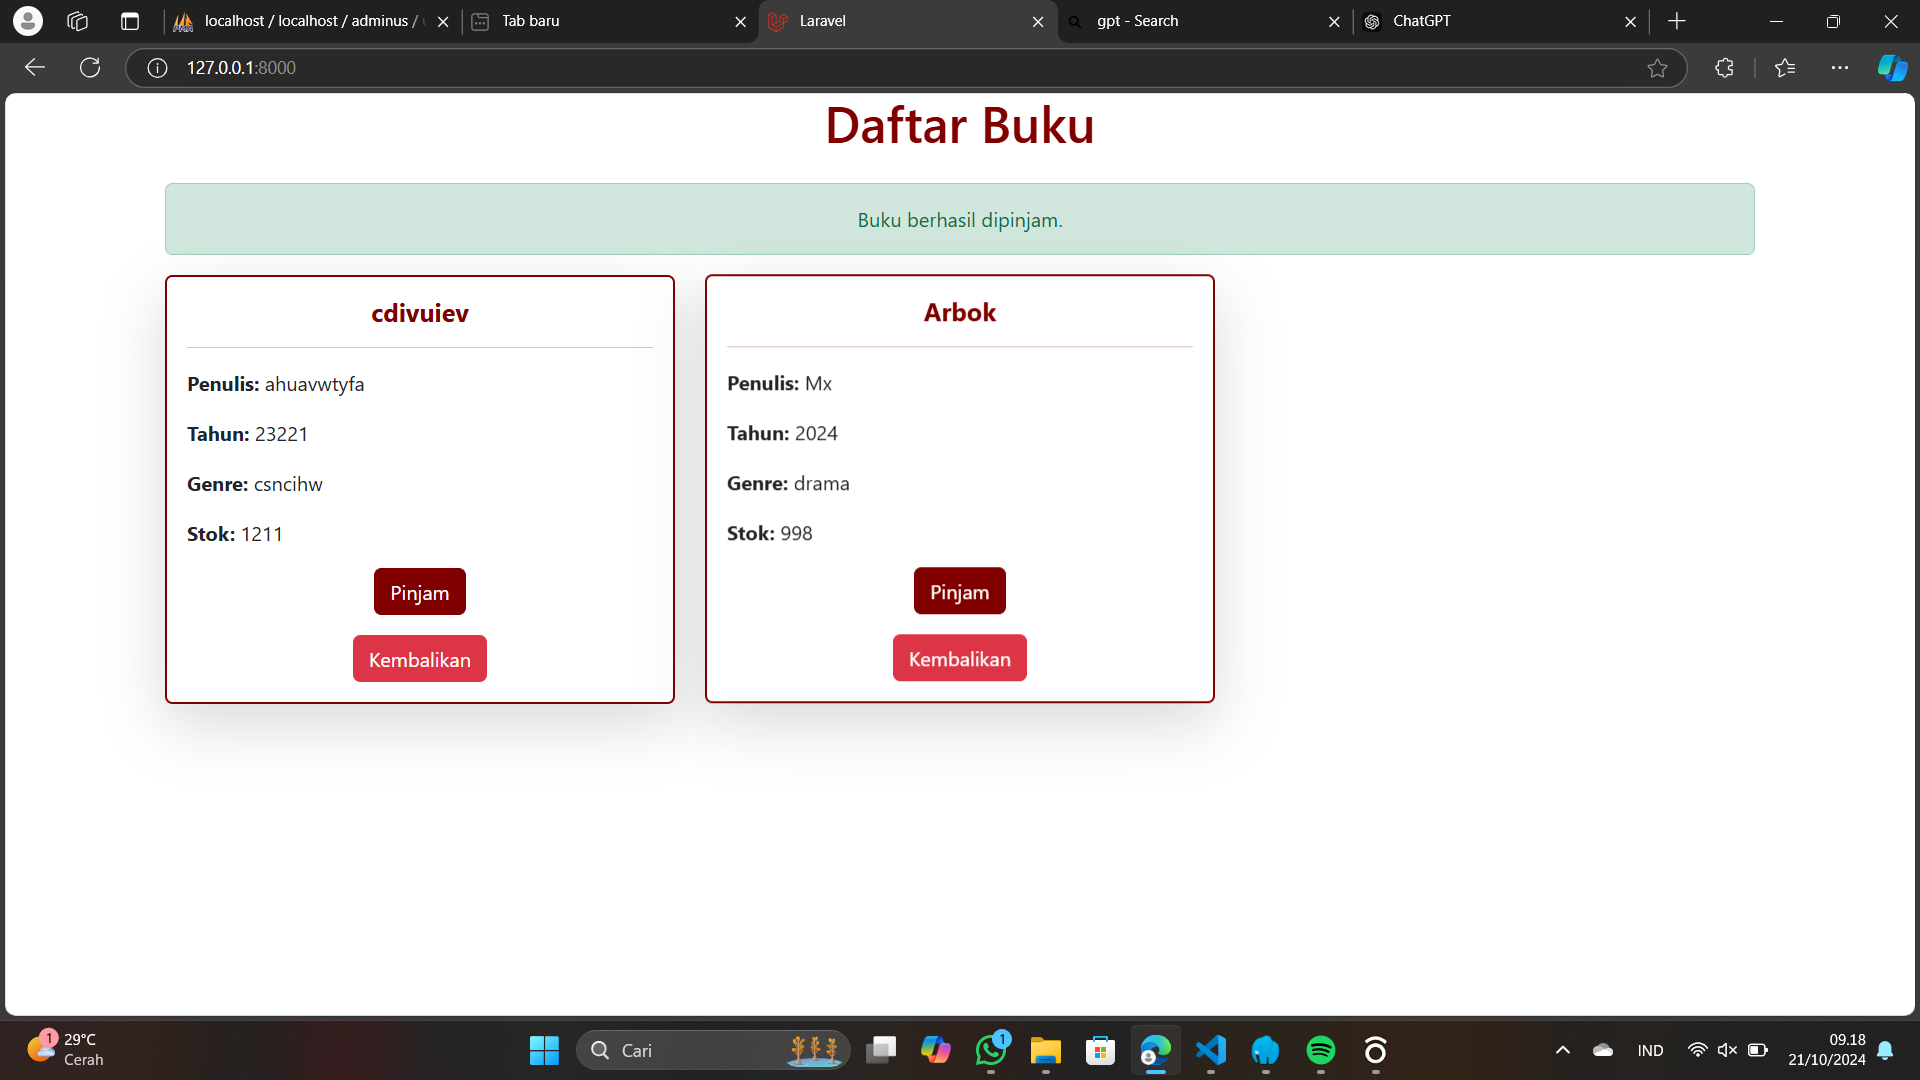 localhost / localhost / adminus /
Tab baru
Laravel
gpt - Search
ChatGPT
127.0.0.1:8000
Daftar Buku
Buku berhasil dipinjam.
cdivuiev
Penulis: ahuavwtyfa
Tahun: 23221
Genre: csncihw
Stok: 1211
Pinjam
Kembalikan
Arbok
Penulis: Mx
Tahun: 2024
Genre: drama
Stok: 998
Pinjam
Kembalikan
1
29°C
Cerah
Cari
1
IND
09.18
21/10/2024